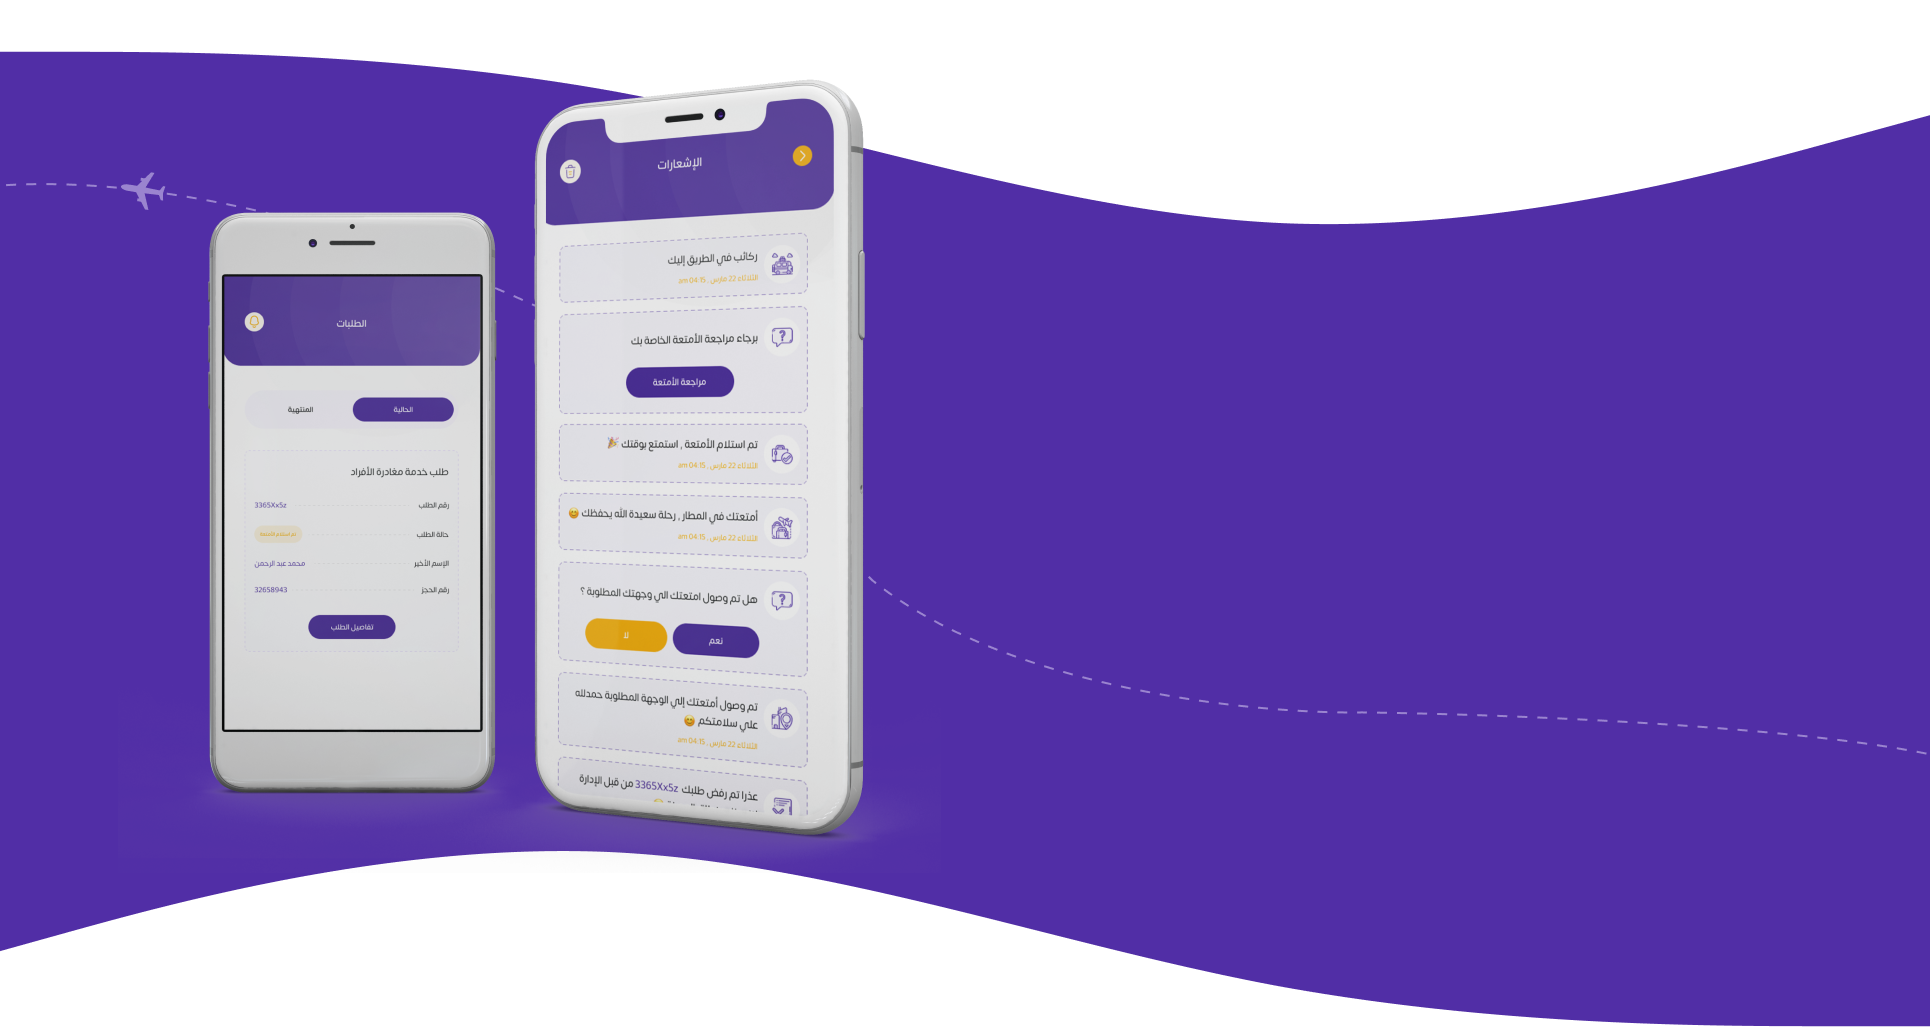 الطلبات
الحالية
المنتهية
طلب خدمة مغادرة الأفراد
رقم الطلب 3365Xx5z
حالة الطلب تم استلام الأمتعة
الإسم الأخير محمد عبد الرحمن
رقم الحجز 32658943
تفاصيل الطلب
الإشعارات
ركائب في الطريق إليك
الثلاثاء 22 مارس , 04:15 am
برجاء مراجعة الأمتعة الخاصة بك
مراجعة الأمتعة
تم استلام الأمتعة , استمتع بوقتك 🎉
الثلاثاء 22 مارس , 04:15 am
أمتعتك في المطار , رحلة سعيدة الله يحفظك 😊
الثلاثاء 22 مارس , 04:15 am
هل تم وصول امتعتك الي وجهتك المطلوبة ؟
نعم
لا
تم وصول أمتعتك إلي الوجهة المطلوبة حمدلله
علي سلامتكم 😊
الثلاثاء 22 مارس , 04:15 am
عذرا تم رفض طلبك 3365Xx5z من قبل الإدارة